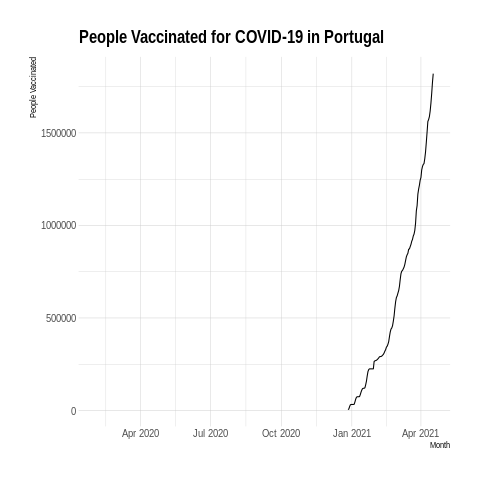 People Vaccinated for COVID-19 in Portugal
People Vaccinated
1500000
1000000
500000
0
Apr 2020 Jul 2020 Oct 2020 Jan 2021 Apr 2021
Month